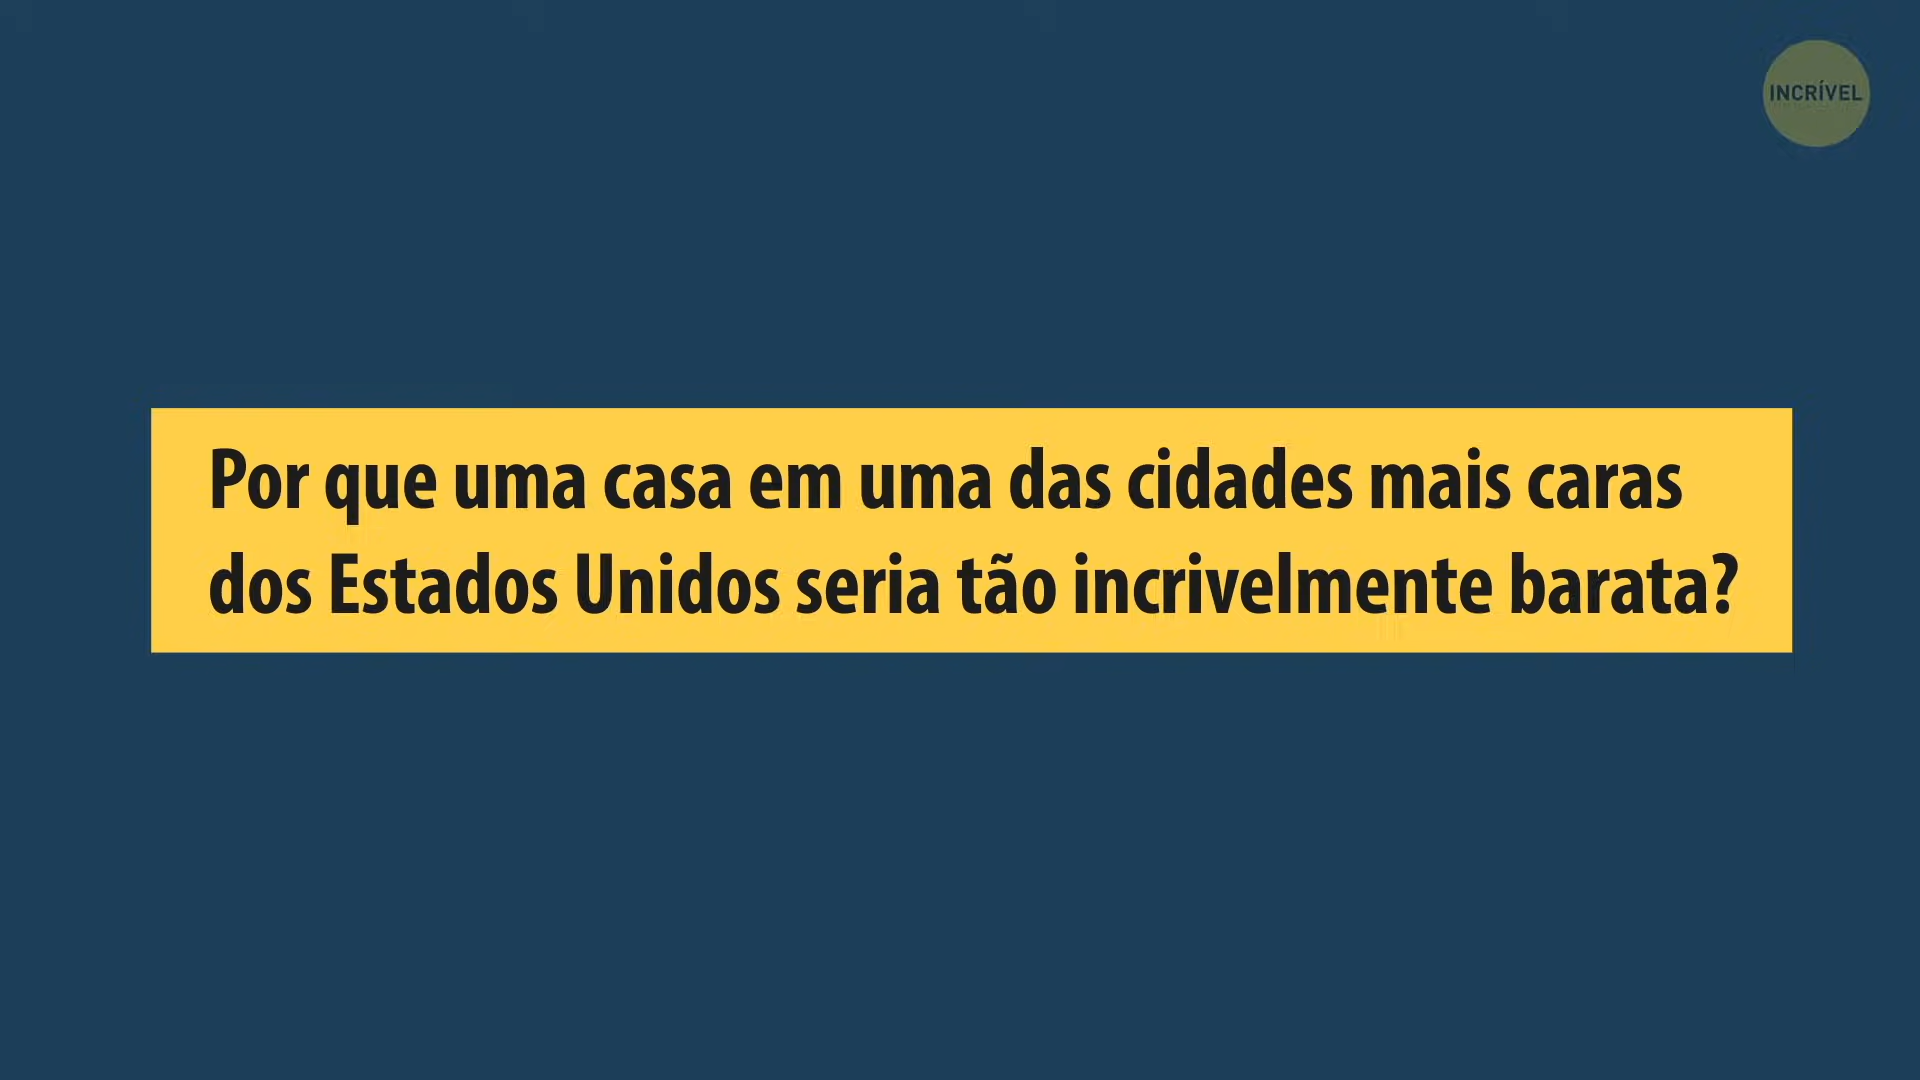 INCRÍVEL
Por que uma casa em uma das cidades mais caras
dos Estados Unidos seria tão incrivelmente barata?